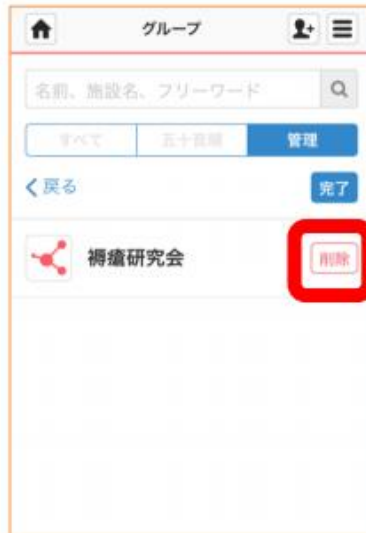 グループ
名前、施設名、フリーワード
すべて 五十音順 管理
戻る 完了
褥瘡研究会 削除